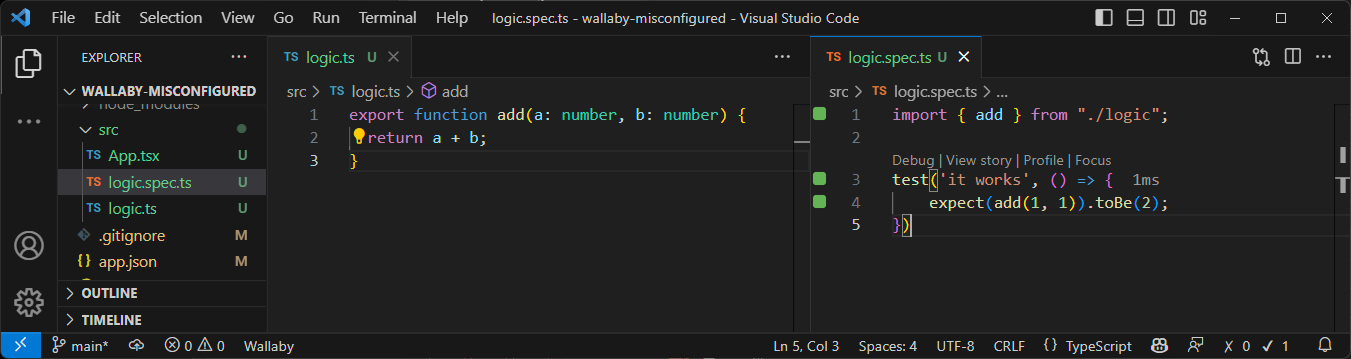 File Edit Selection View Go Run Terminal Help logic.spec.ts - wallaby-misconfigured - Visual Studio Code
EXPLORER ···
WALLABY-MISCONFIGURED
node_modules
src
TS App.tsx U
TS logic.spec.ts U
TS logic.ts U
.gitignore M
{} app.json M
OUTLINE
TIMELINE
TS logic.ts U
src > TS logic.ts > add
1 export function add(a: number, b: number) {
2 return a + b;
3 }
TS logic.spec.ts U
src > TS logic.spec.ts > ...
1 import { add } from "./logic";
2
Debug | View story | Profile | Focus
3 test('it works', () => { 1ms
4 expect(add(1, 1)).toBe(2);
5 })
main* 0 0 Wallaby Ln 5, Col 3 Spaces: 4 UTF-8 CRLF {} TypeScript X 0 ✓ 1